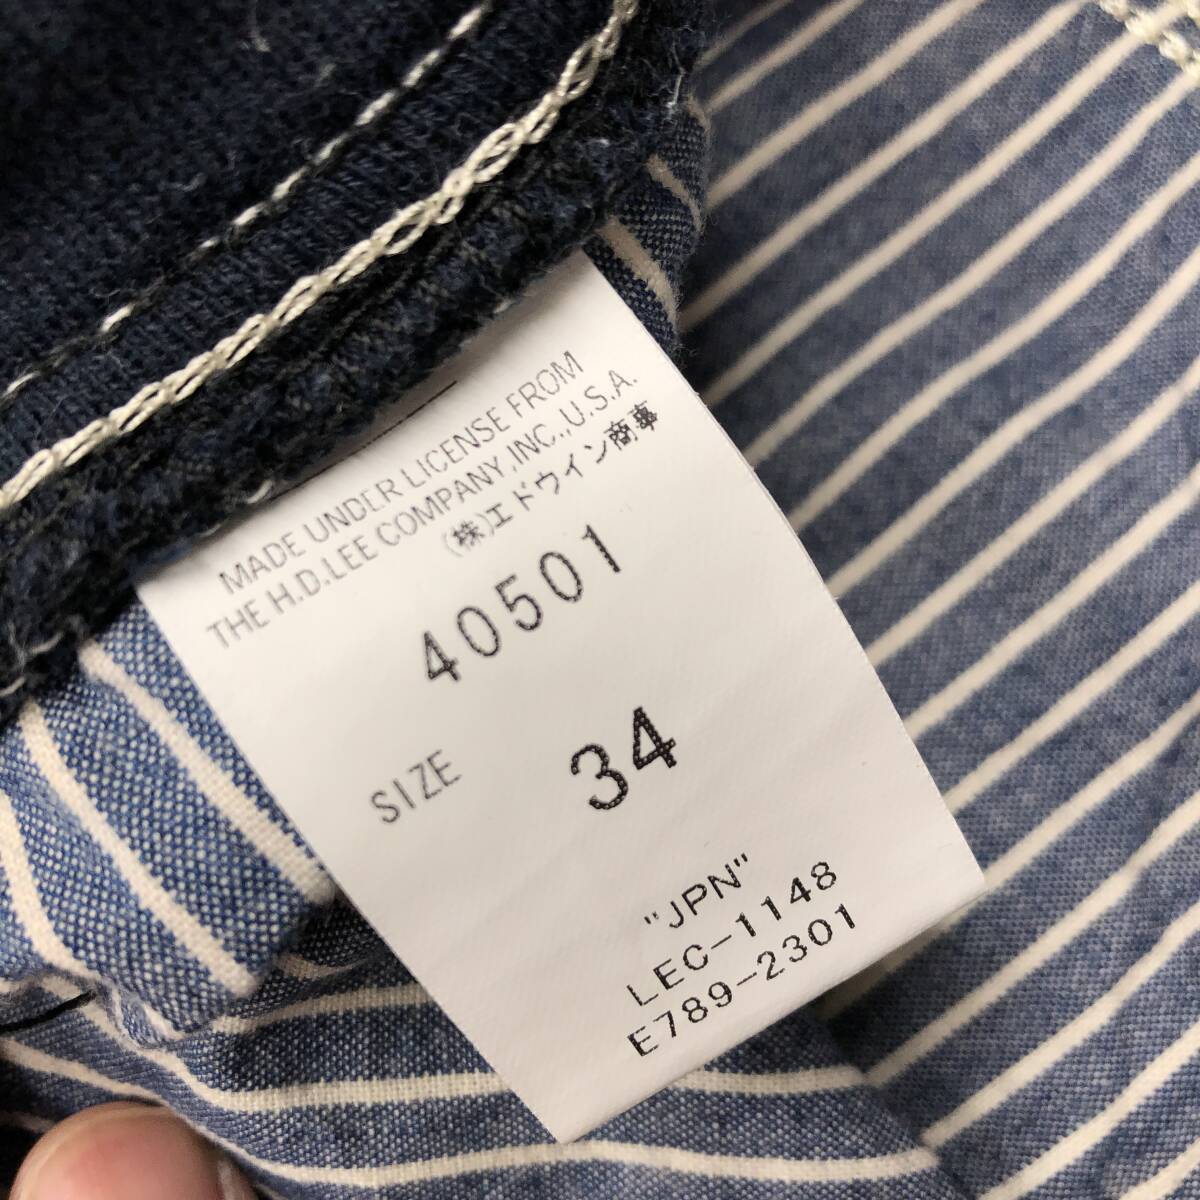 MADE UNDER LICENSE FROM
THE H.D.LEE COMPANY,INC.,U.S.A.
(株)エドウイン商事
40501
SIZE 34
"JPN"
LEC-1148
E789-2301